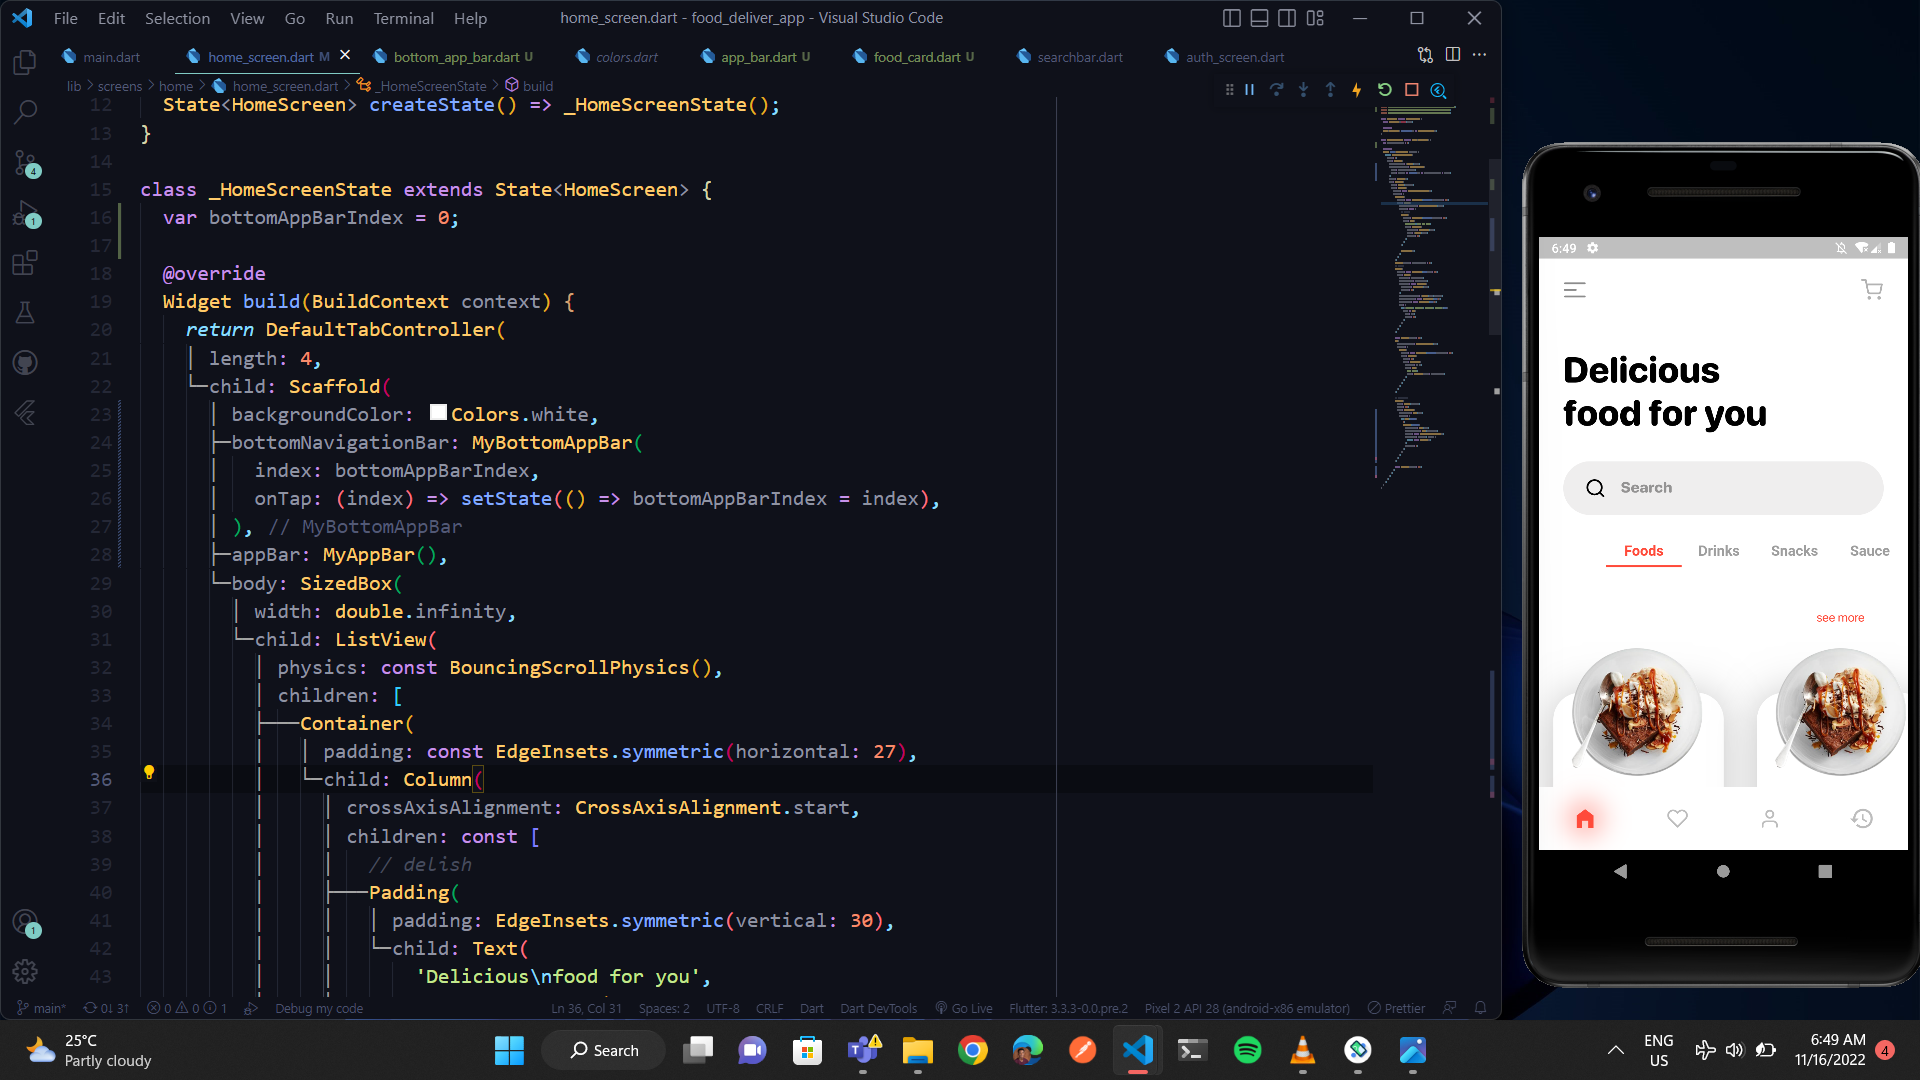 File Edit Selection View Go Run Terminal Help
home_screen.dart - food_deliver_app - Visual Studio Code
main.dart
home_screen.dart M
bottom_app_bar.dart U
colors.dart
app_bar.dart U
food_card.dart U
searchbar.dart
auth_screen.dart
lib > screens > home > home_screen.dart > _HomeScreenState > build
12 State<HomeScreen> createState() => _HomeScreenState();
13 }
14
15 class _HomeScreenState extends State<HomeScreen> {
16 var bottomAppBarIndex = 0;
17
18 @override
19 Widget build(BuildContext context) {
20 return DefaultTabController(
21 length: 4,
22 child: Scaffold(
23 backgroundColor: Colors.white,
24 bottomNavigationBar: MyBottomAppBar(
25 index: bottomAppBarIndex,
26 onTap: (index) => setState(() => bottomAppBarIndex = index),
27 ), // MyBottomAppBar
28 appBar: MyAppBar(),
29 body: SizedBox(
30 width: double.infinity,
31 child: ListView(
32 physics: const BouncingScrollPhysics(),
33 children: [
34 Container(
35 padding: const EdgeInsets.symmetric(horizontal: 27),
36 child: Column(
37 crossAxisAlignment: CrossAxisAlignment.start,
38 children: const [
39 // delish
40 Padding(
41 padding: EdgeInsets.symmetric(vertical: 30),
42 child: Text(
43 'Delicious\nfood for you',
4
1
1
main* 0↓ 3↑ 0 0 1 Debug my code
Ln 36, Col 31 Spaces: 2 UTF-8 CRLF Dart Dart DevTools Go Live Flutter: 3.3.3-0.0.pre.2 Pixel 2 API 28 (android-x86 emulator) Prettier
6:49
Delicious
food for you
Search
Foods Drinks Snacks Sauce
see more
25°C
Partly cloudy
Search
ENG
US
6:49 AM
11/16/2022
4